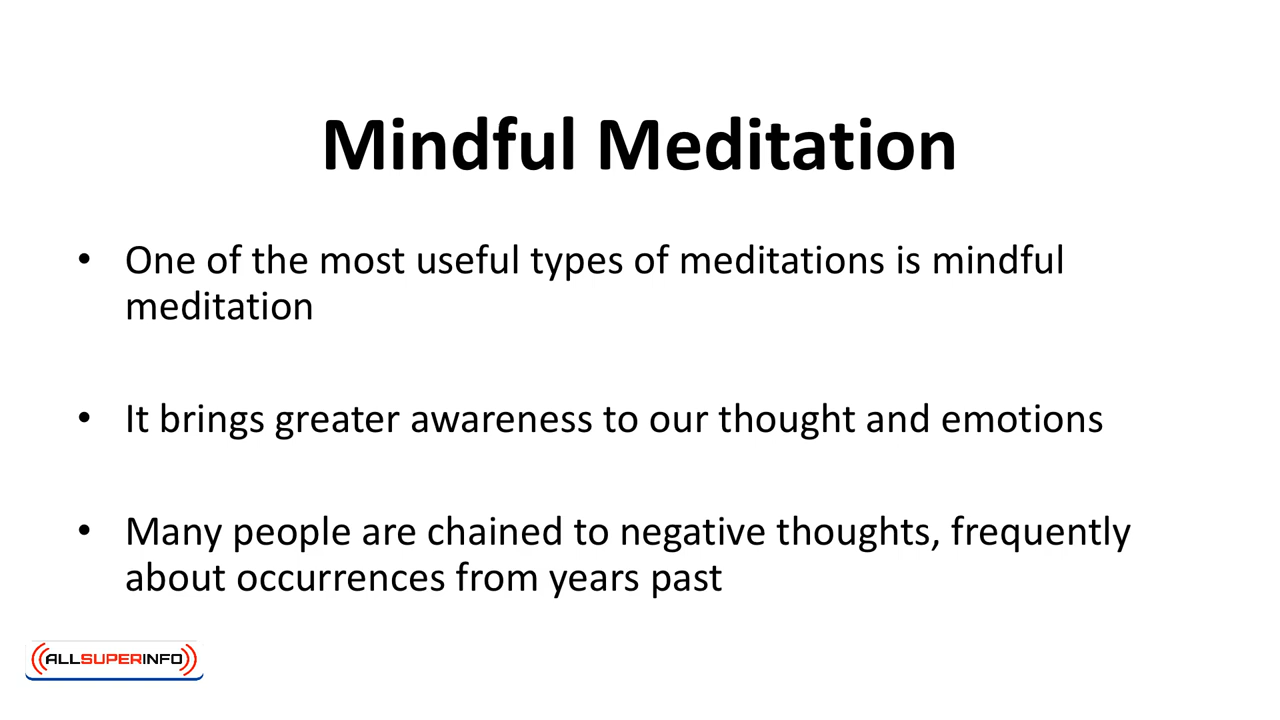 Mindful Meditation
• One of the most useful types of meditations is mindful
meditation
• It brings greater awareness to our thought and emotions
• Many people are chained to negative thoughts, frequently
about occurrences from years past
ALLSUPERINFO